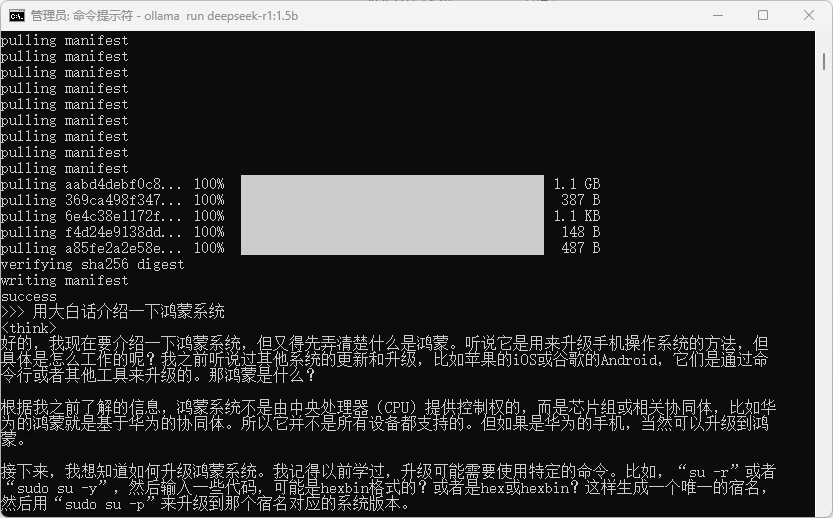 管理员: 命令提示符 - ollama run deepseek-r1:1.5b
pulling manifest
pulling manifest
pulling manifest
pulling manifest
pulling manifest
pulling manifest
pulling manifest
pulling manifest
pulling manifest
pulling aabd4debf0c8... 100% 1.1 GB
pulling 369ca498f347... 100% 387 B
pulling 6e4c38e1172f... 100% 1.1 KB
pulling f4d24e9138dd... 100% 148 B
pulling a85fe2a2e58e... 100% 487 B
verifying sha256 digest
writing manifest
success
>>> 用大白话介绍一下鸿蒙系统
<think>
好的，我现在要介绍一下鸿蒙系统，但又得先弄清楚什么是鸿蒙。听说它是用来升级手机操作系统的方法，但
具体是怎么工作的呢？我之前听说过其他系统的更新和升级，比如苹果的iOS或谷歌的Android，它们是通过命
令行或者其他工具来升级的。那鸿蒙是什么？
根据我之前了解的信息，鸿蒙系统不是由中央处理器（CPU）提供控制权的，而是芯片组或相关协同体，比如华
为的鸿蒙就是基于华为的协同体。所以它并不是所有设备都支持的。但如果是华为的手机，当然可以升级到鸿
蒙。
接下来，我想知道如何升级鸿蒙系统。我记得以前学过，升级可能需要使用特定的命令。比如，“su -r”或者
“sudo su -y”，然后输入一些代码，可能是hexbin格式的？或者是hex或hexbin？这样生成一个唯一的宿名，
然后用“sudo su -p”来升级到那个宿名对应的系统版本。